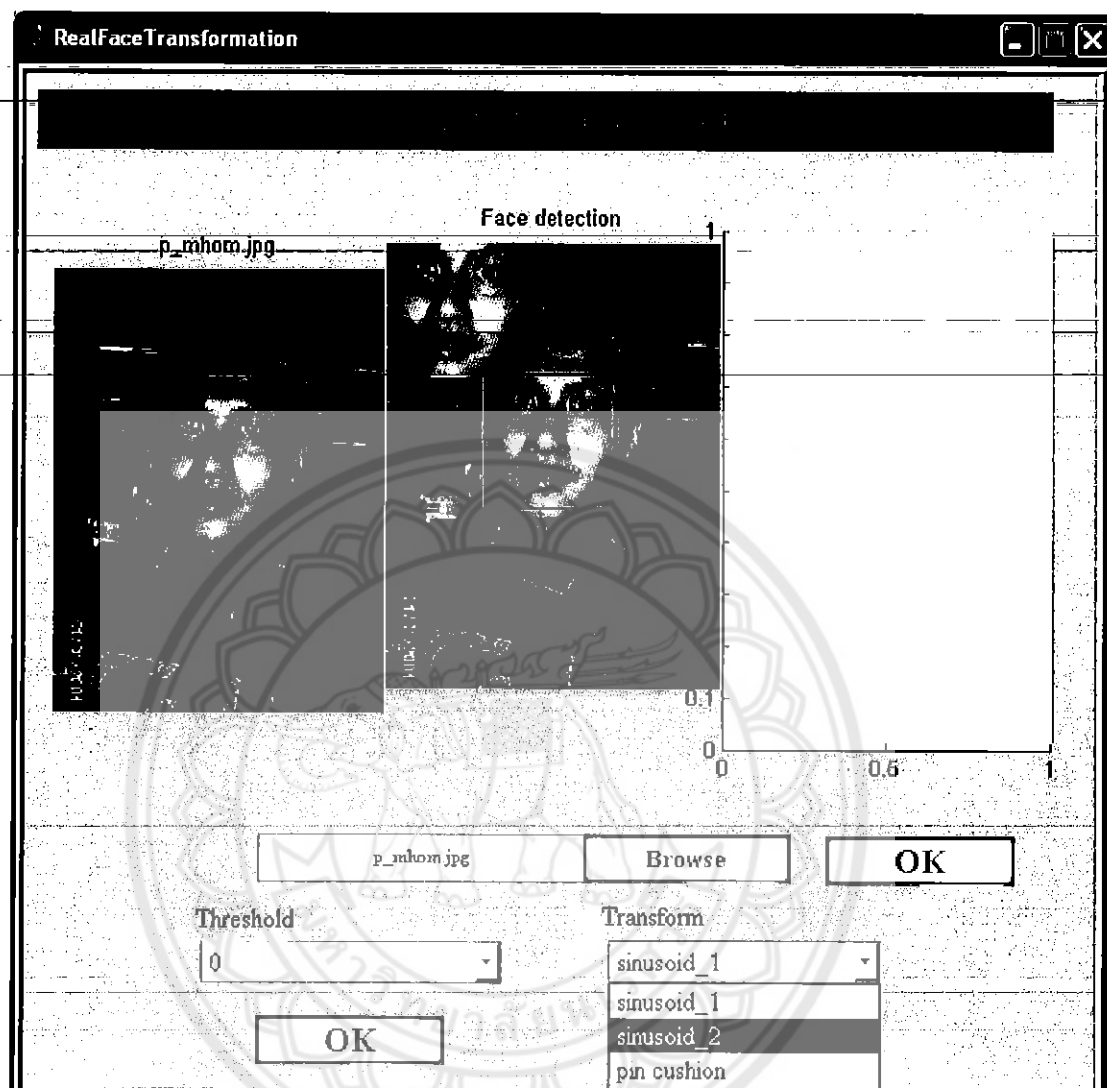 RealFaceTransformation
p_mhom.jpg
Face detection
1
0.1
0
0 0.5 1
p_mhom.jpg Browse OK
Threshold Transform
0 sinusoid_1
sinusoid_1
OK sinusoid_2
pin cushion